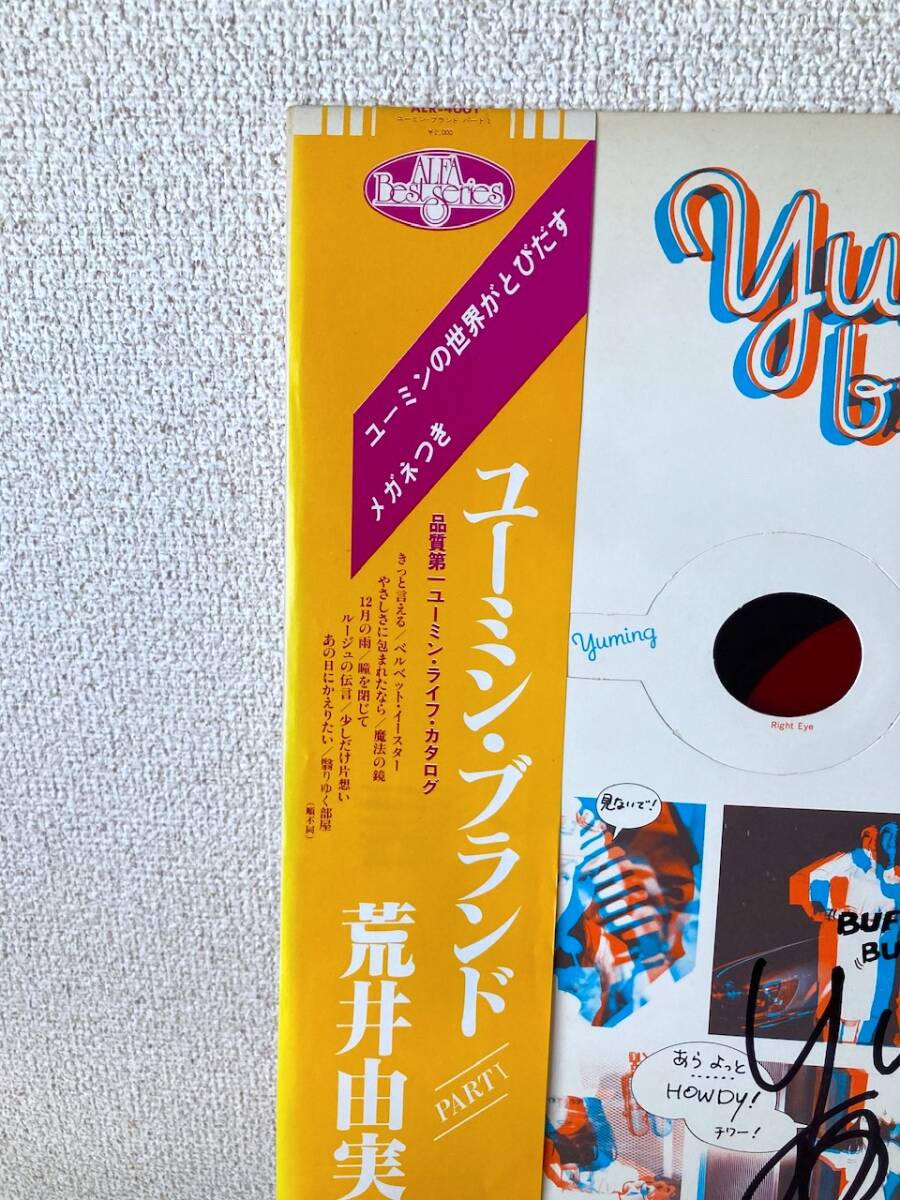 ALR-4001
ユーミン・ブランド パート1
¥2,000
ALFA
Best Series
ユーミンの世界がとびだす
メガネつき
ユーミン・ブランド
PART I
品質第一ユーミン・ライフ・カタログ
きっと言える/ベルベット・イースター
やさしさに包まれたなら/魔法の鏡
12月の雨/瞳を閉じて
ルージュの伝言/少しだけ片想い
あの日にかえりたい/翳りゆく部屋
(順不同)
荒井由実
Yu
b
Yuming
Right Eye
見ないで!
BUF
BU
あら よっと
HOWDY!
チワー!
Yu